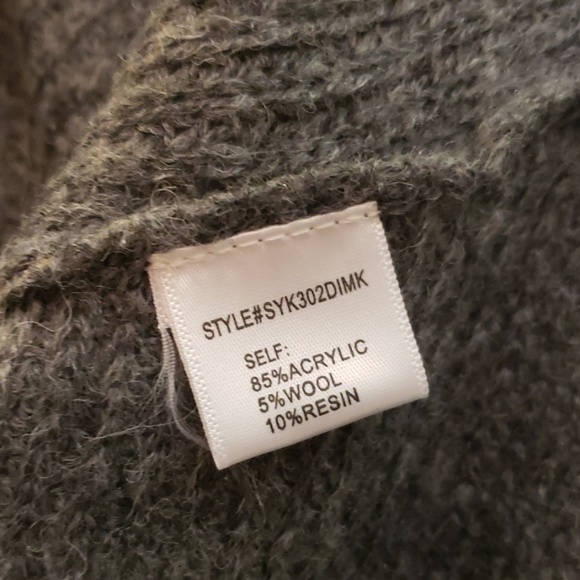 STYLE#SYK302DIMK
SELF:
85%ACRYLIC
5%WOOL
10%RESIN